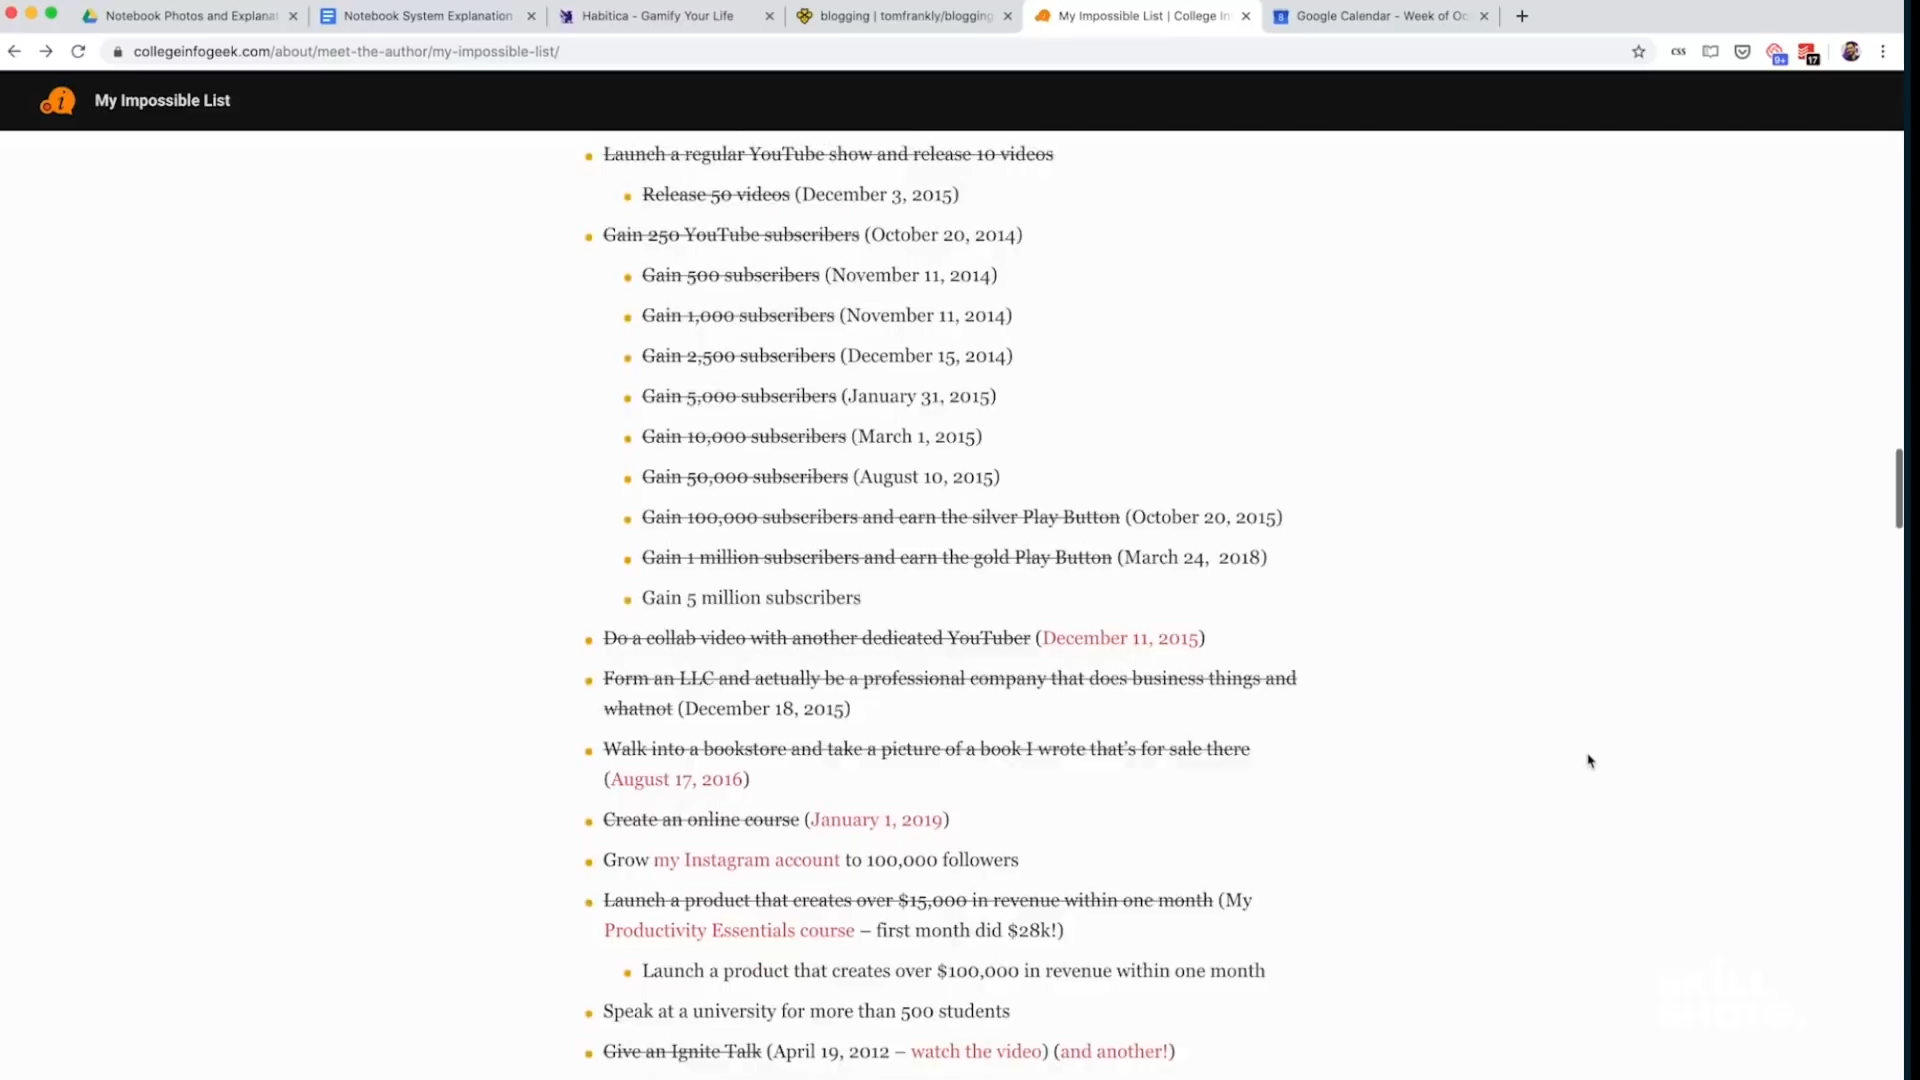 Notebook Photos and Explana
Notebook System Explanation
Habitica - Gamify Your Life
blogging | tomfrankly/blogging
My Impossible List | College In
Google Calendar - Week of Oc
collegeinfogeek.com/about/meet-the-author/my-impossible-list/
css
9+
17
My Impossible List
Launch a regular YouTube show and release 10 videos
Release 50 videos (December 3, 2015)
Gain 250 YouTube subscribers (October 20, 2014)
Gain 500 subscribers (November 11, 2014)
Gain 1,000 subscribers (November 11, 2014)
Gain 2,500 subscribers (December 15, 2014)
Gain 5,000 subscribers (January 31, 2015)
Gain 10,000 subscribers (March 1, 2015)
Gain 50,000 subscribers (August 10, 2015)
Gain 100,000 subscribers and earn the silver Play Button (October 20, 2015)
Gain 1 million subscribers and earn the gold Play Button (March 24, 2018)
Gain 5 million subscribers
Do a collab video with another dedicated YouTuber (December 11, 2015)
Form an LLC and actually be a professional company that does business things and
whatnot (December 18, 2015)
Walk into a bookstore and take a picture of a book I wrote that's for sale there
(August 17, 2016)
Create an online course (January 1, 2019)
Grow my Instagram account to 100,000 followers
Launch a product that creates over $15,000 in revenue within one month (My
Productivity Essentials course – first month did $28k!)
Launch a product that creates over $100,000 in revenue within one month
Speak at a university for more than 500 students
Give an Ignite Talk (April 19, 2012 – watch the video) (and another!)